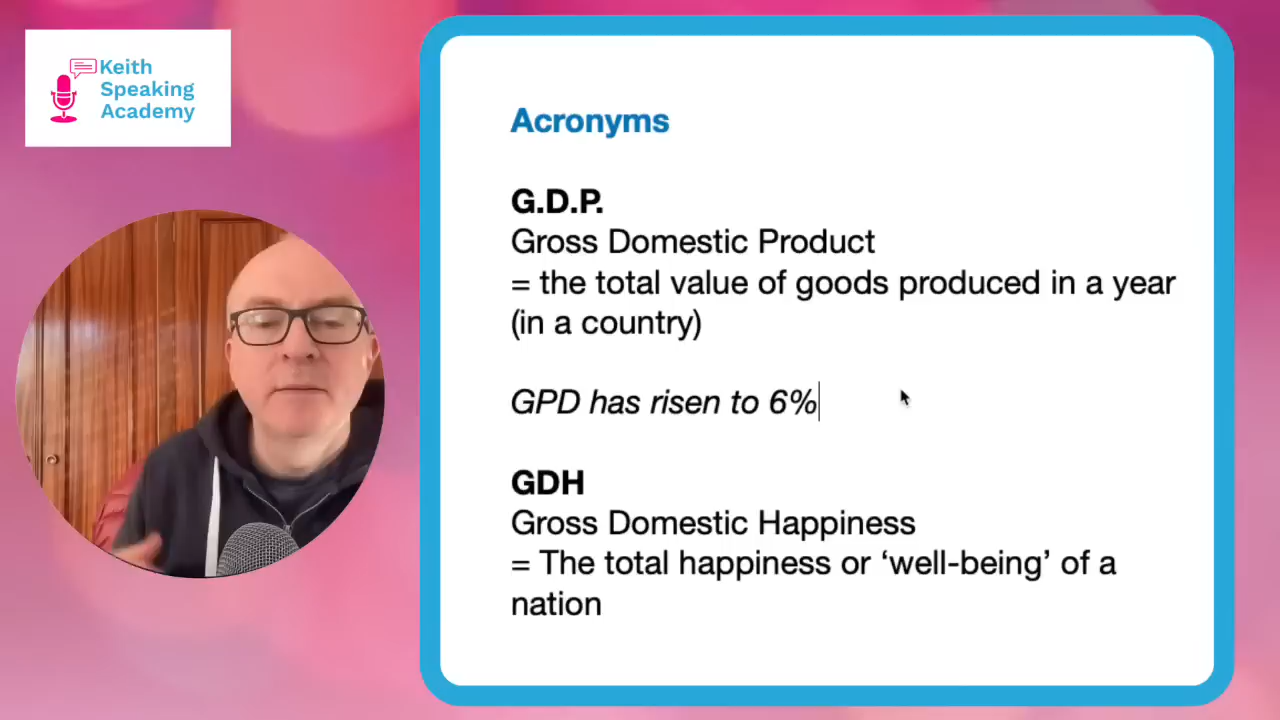 Keith
Speaking
Academy
Acronyms
G.D.P.
Gross Domestic Product
= the total value of goods produced in a year
(in a country)
GPD has risen to 6%
GDH
Gross Domestic Happiness
= The total happiness or ‘well-being’ of a
nation